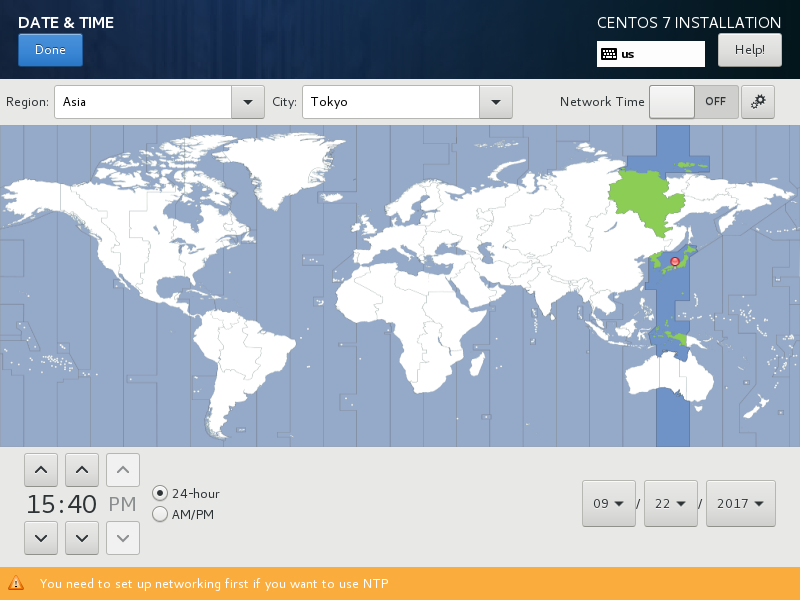 DATE & TIME
CENTOS 7 INSTALLATION
Done
us
Help!
Region:
Asia
City:
Tokyo
Network Time
OFF
15:40 PM
24-hour
AM/PM
09 / 22 / 2017
You need to set up networking first if you want to use NTP